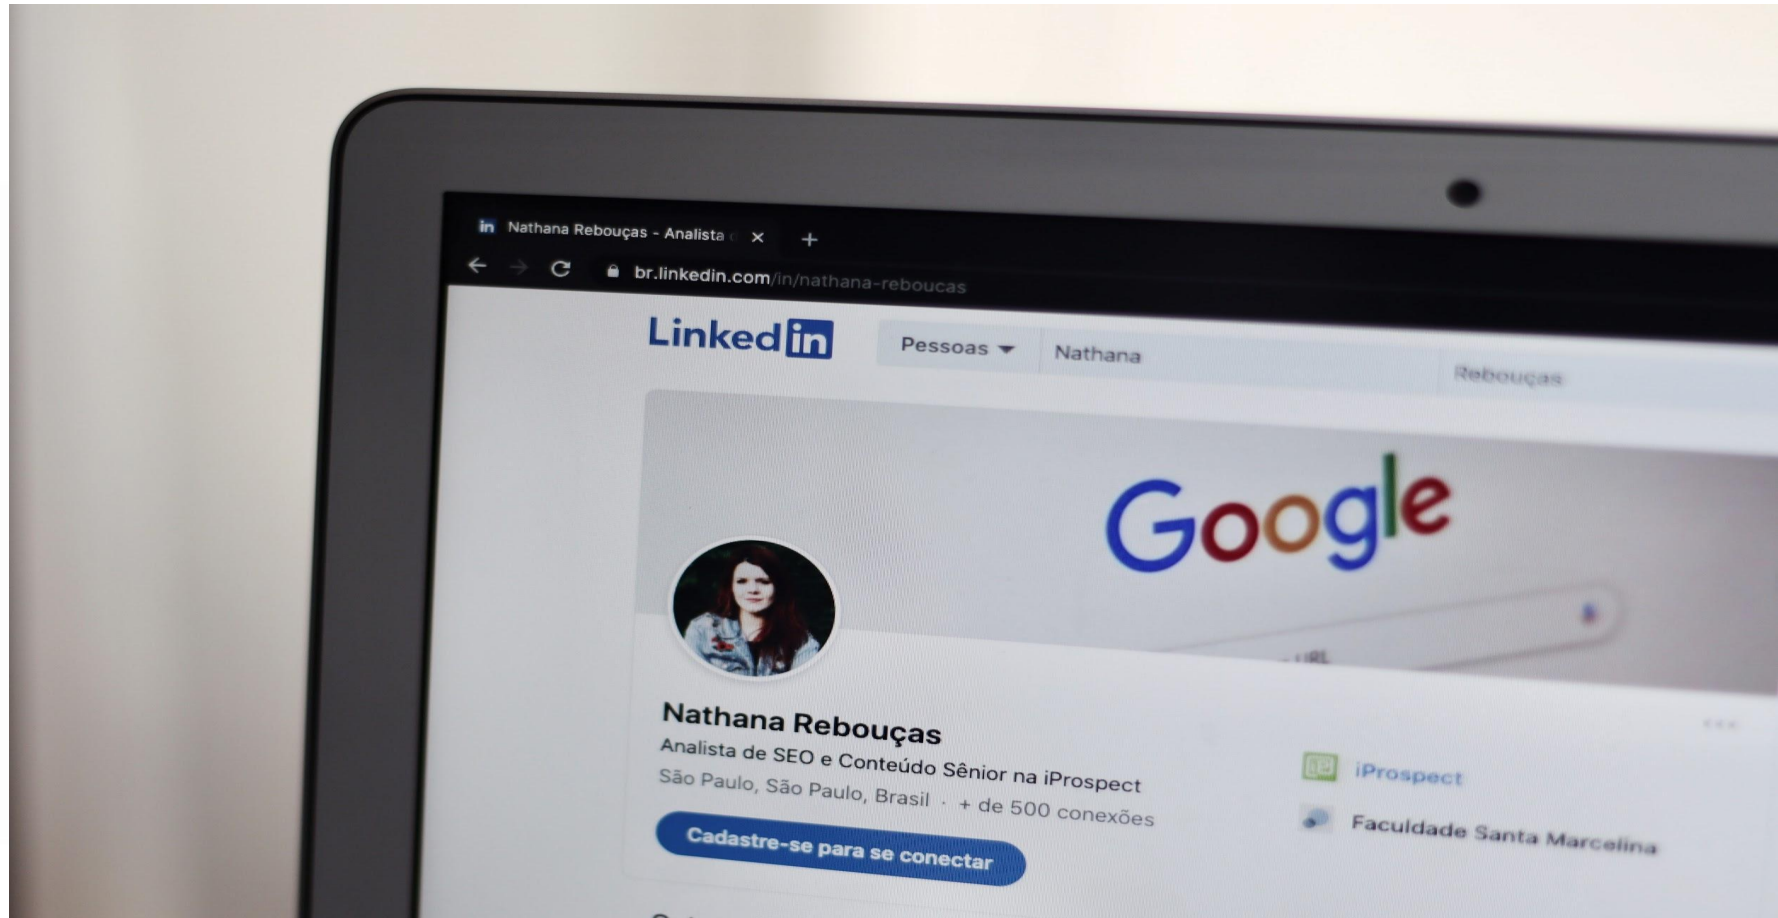 in Nathana Rebouças - Analista
br.linkedin.com/in/nathana-reboucas
Linkedin
Pessoas
Nathana
Rebouças
Google
URL
Nathana Rebouças
Analista de SEO e Conteúdo Sênior na iProspect
São Paulo, São Paulo, Brasil · + de 500 conexões
Cadastre-se para se conectar
iProspect
Faculdade Santa Marcelina